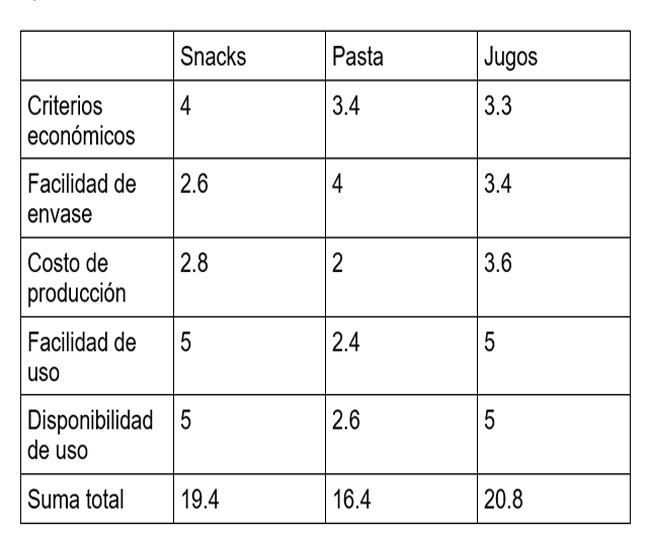 Snacks Pasta Jugos
Criterios 4 3.4 3.3
económicos
Facilidad de 2.6 4 3.4
envase
Costo de 2.8 2 3.6
producción
Facilidad de 5 2.4 5
uso
Disponibilidad 5 2.6 5
de uso
Suma total 19.4 16.4 20.8